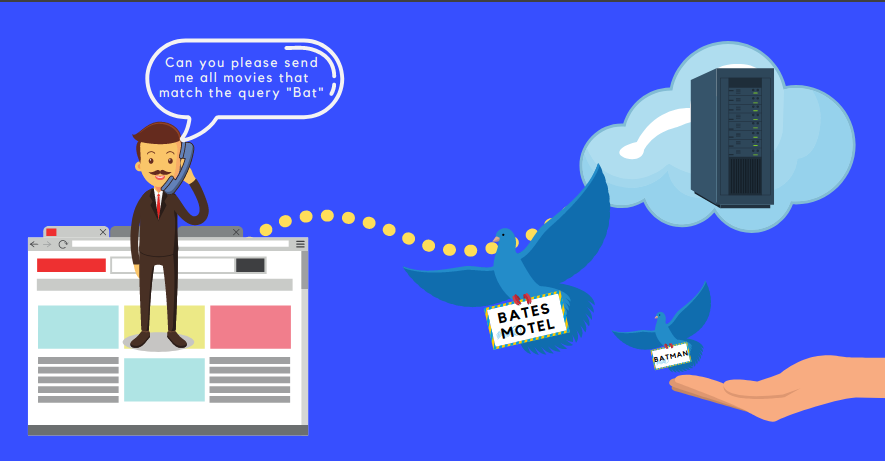 Can you please send
me all movies that
match the query "Bat"
BATES
MOTEL
BATMAN